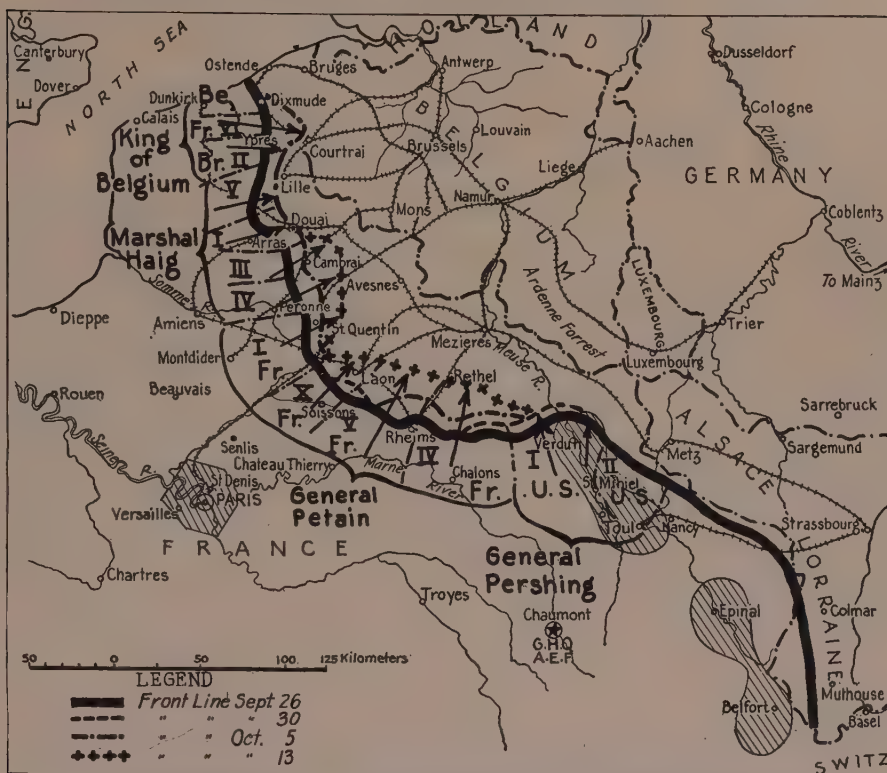 ENG.
NORTH SEA
HOLLAND
Canterbury
Dover
Ostende
Bruges
Antwerp
Dusseldorf
Dunkirk
Be
Dixmude
Calais
Fr. VI
Ypres
Courtrai
Brussels
Louvain
BELGIUM
Cologne
Rhine
River
Aachen
Liege
GERMANY
King
of
Belgium
Br. II
V
Lille
Mons
Namur
Coblentz
To Mainz
Marshal
Haig
I
Arras
Douai
III
Cambrai
IV
Avesnes
Ardenne Forrest
LUXEMBOURG
Luxembourg
Trier
Somme R.
Dieppe
Amiens
Peronne
St Quentin
Montdidier
I
Fr.
Mezieres
Meuse R.
Laon
Rethel
Beauvais
X
Fr.
Soissons
V
Fr.
Rheims
Rouen
Seine R.
Senlis
Chateau Thierry
Marne
River
IV
Fr.
Chalons
I
U.S.
Verdun
II
U.S.
St Mihiel
Metz
ALSACE
Sarrebruck
Sargemund
St Denis
PARIS
Versailles
General
Petain
Toul
Nancy
Strassbourg
FRANCE
General
Pershing
LORRAINE
Chartres
Troyes
Chaumont
G.H.Q.
A.E.F.
Epinal
Colmar
50 0 50 100 125 Kilometers
Belfort
Mulhouse
Basel
SWITZ
LEGEND
Front Line Sept 26
" " " 30
" " Oct. 5
" " " 13